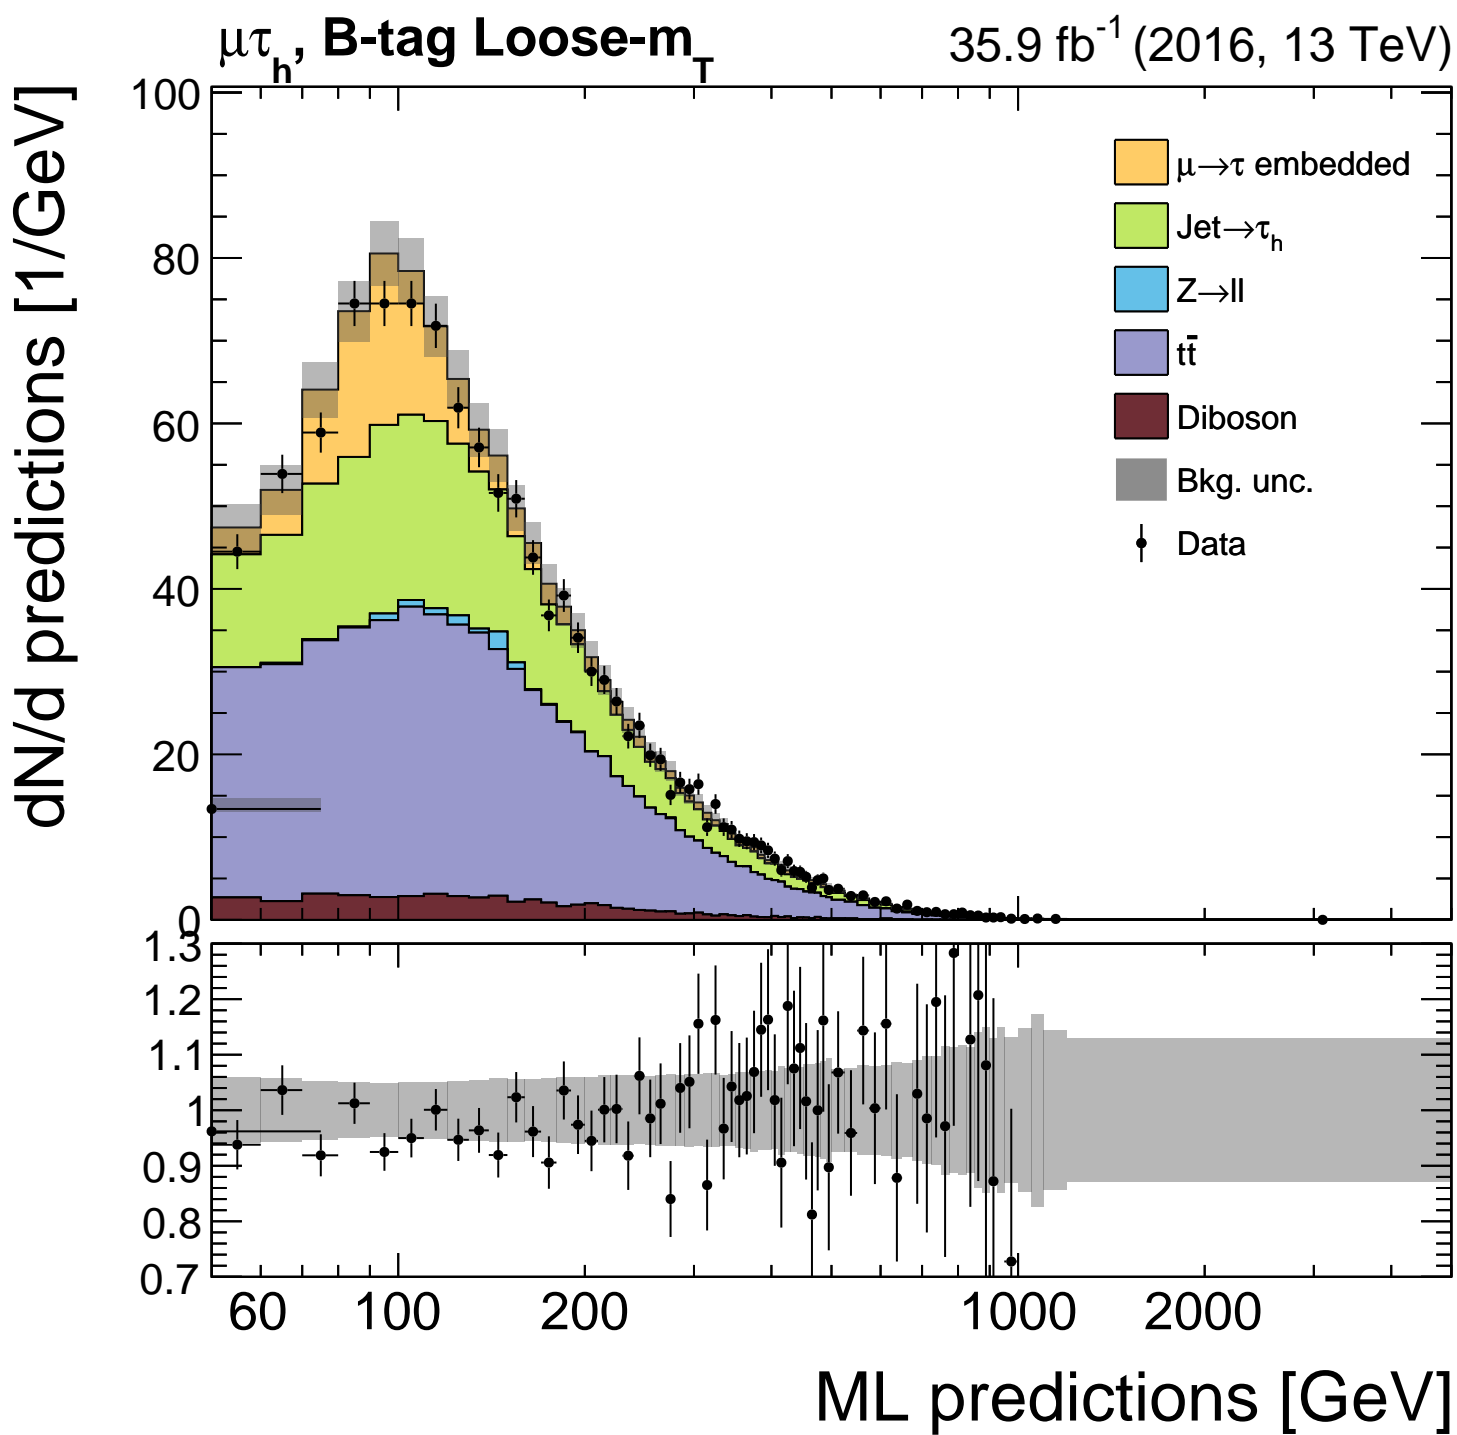 μτh, B-tag Loose-mT
35.9 fb-1 (2016, 13 TeV)
dN/d predictions [1/GeV]
100
80
60
40
20
0
μ→τ embedded
Jet→τh
Z→ll
tt̄
Diboson
Bkg. unc.
Data
1.3
1.2
1.1
1
0.9
0.8
0.7
60 100 200 1000 2000
ML predictions [GeV]